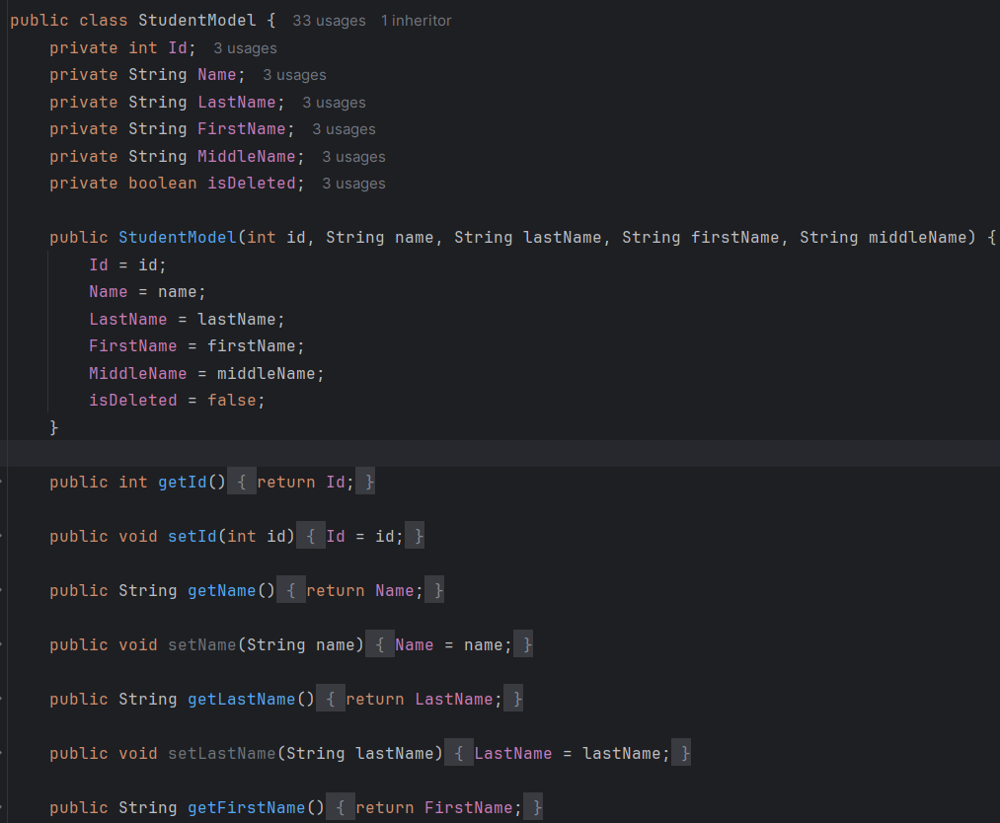 public class StudentModel { 33 usages 1 inheritor
    private int Id; 3 usages
    private String Name; 3 usages
    private String LastName; 3 usages
    private String FirstName; 3 usages
    private String MiddleName; 3 usages
    private boolean isDeleted; 3 usages
    public StudentModel(int id, String name, String lastName, String firstName, String middleName) {
        Id = id;
        Name = name;
        LastName = lastName;
        FirstName = firstName;
        MiddleName = middleName;
        isDeleted = false;
    }
    public int getId() { return Id; }
    public void setId(int id) { Id = id; }
    public String getName() { return Name; }
    public void setName(String name) { Name = name; }
    public String getLastName() { return LastName; }
    public void setLastName(String lastName) { LastName = lastName; }
    public String getFirstName() { return FirstName; }